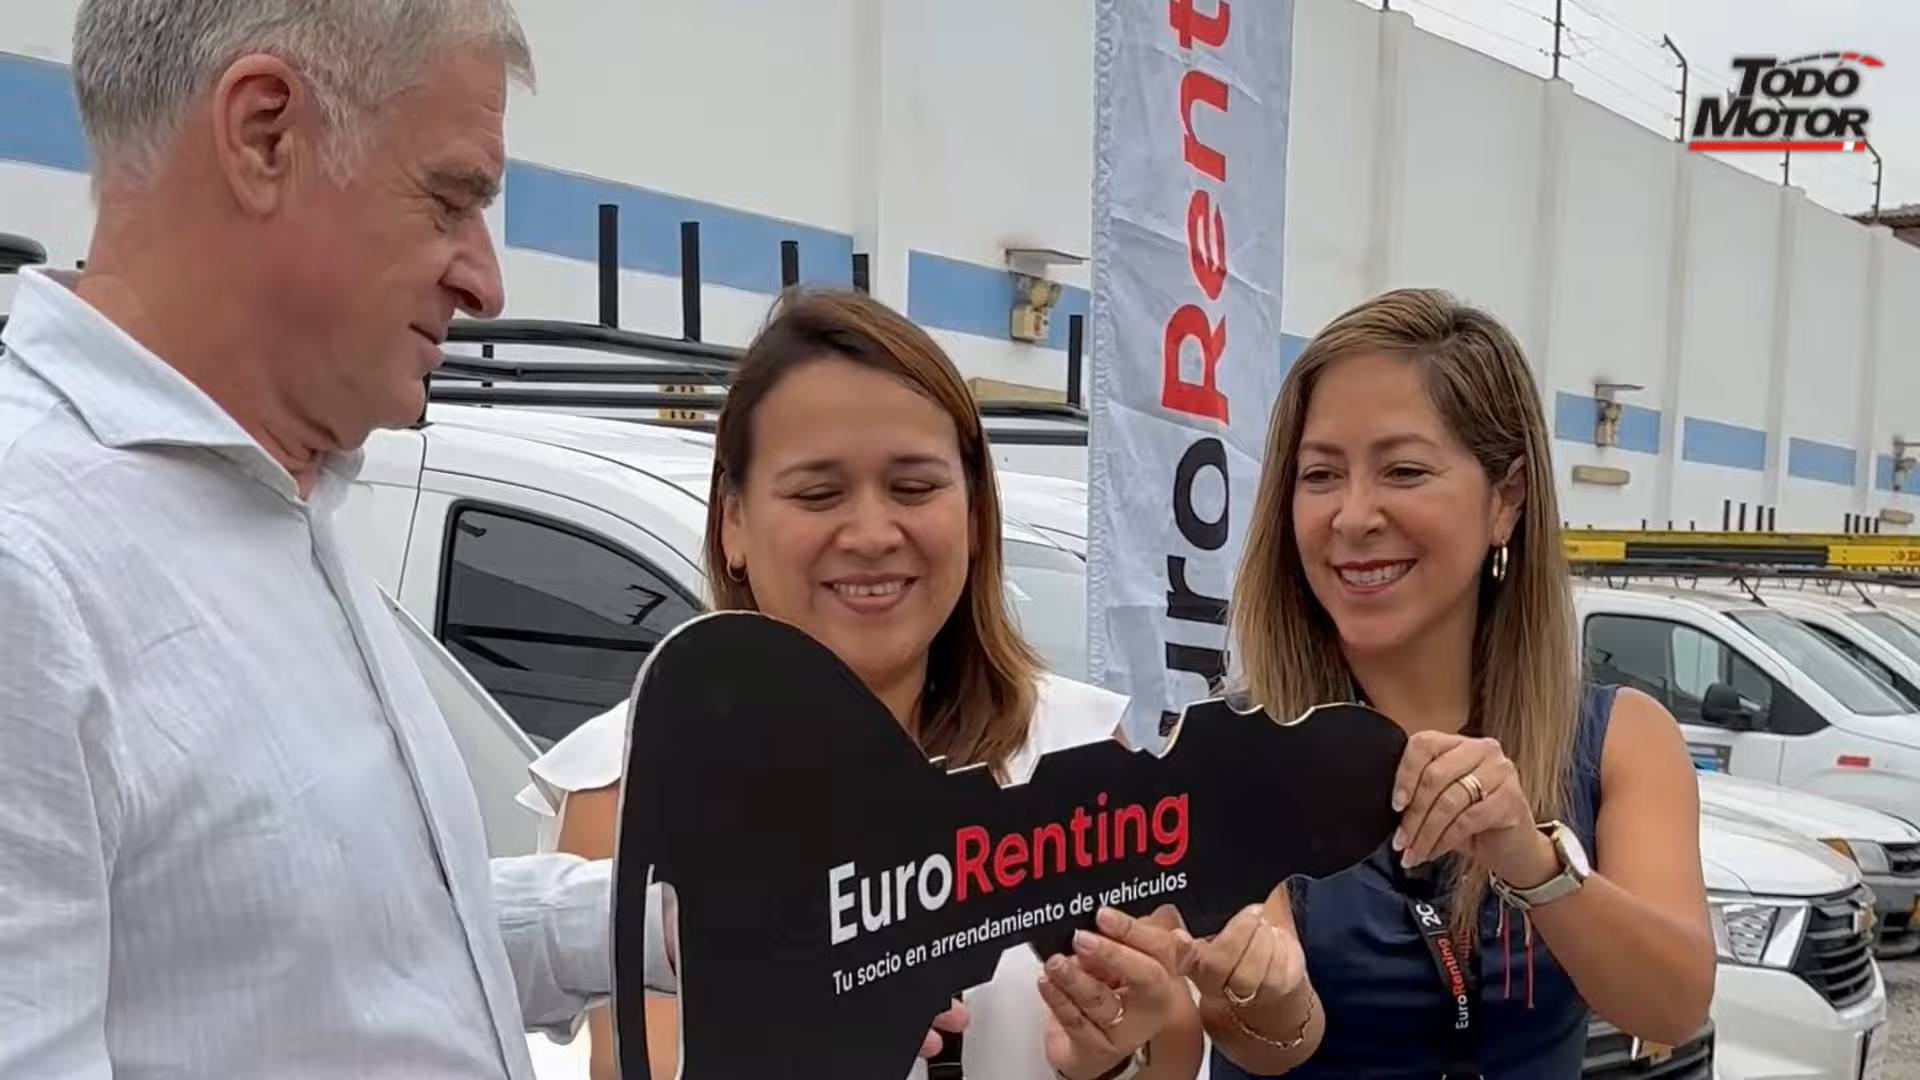 TODO
MOTOR
EuroRent
EuroRenting
Tu socio en arrendamiento de vehículos
EuroRenting